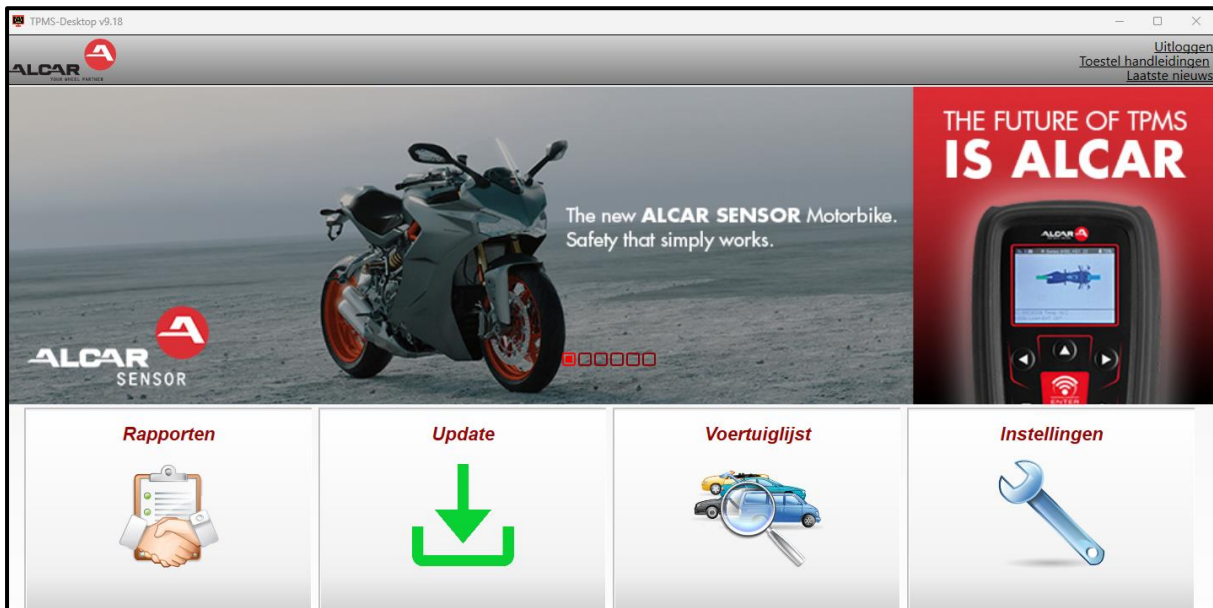 TPMS-Desktop v9.18
ALCAR
YOUR WHEEL PARTNER
Uitloggen
Toestel handleidingen
Laatste nieuws
The new ALCAR SENSOR Motorbike.
Safety that simply works.
ALCAR
SENSOR
THE FUTURE OF TPMS
IS ALCAR
ALCAR
ENTER
Rapporten
Update
Voertuiglijst
Instellingen